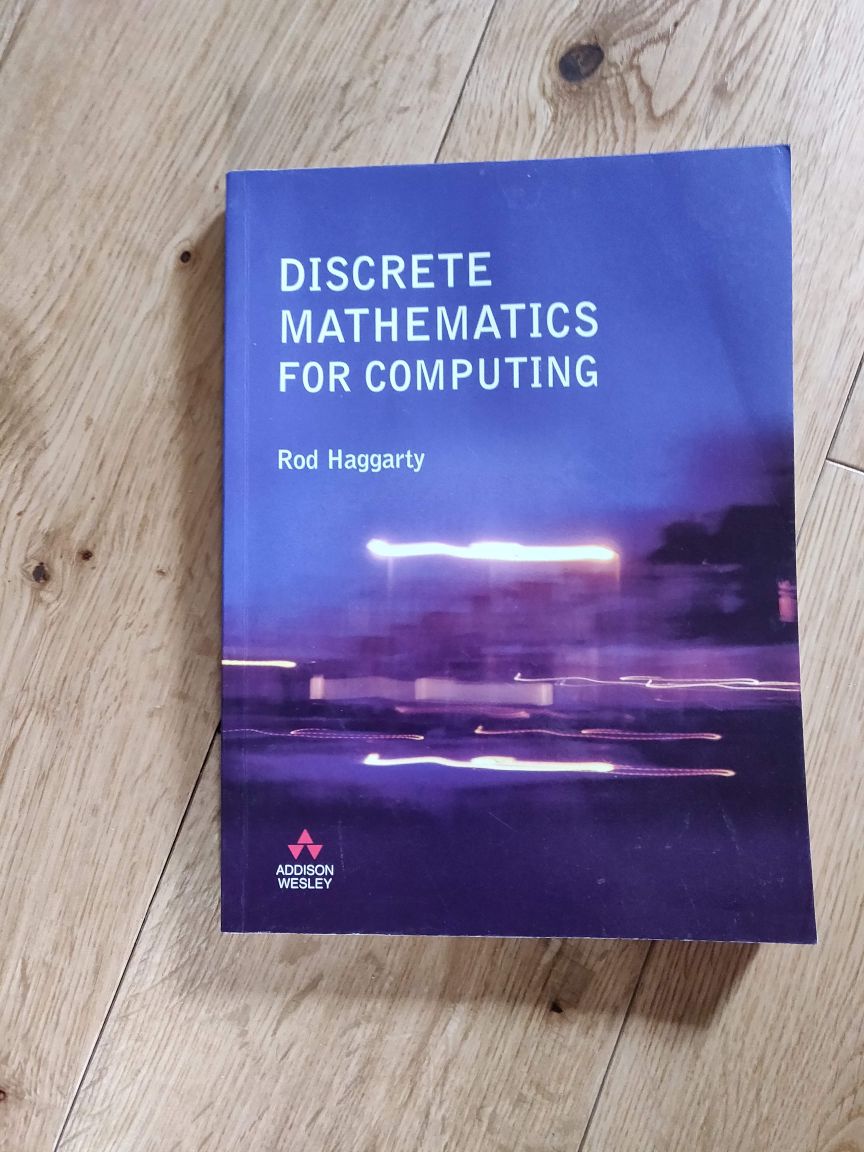 DISCRETE
MATHEMATICS
FOR COMPUTING
Rod Haggarty
ADDISON
WESLEY